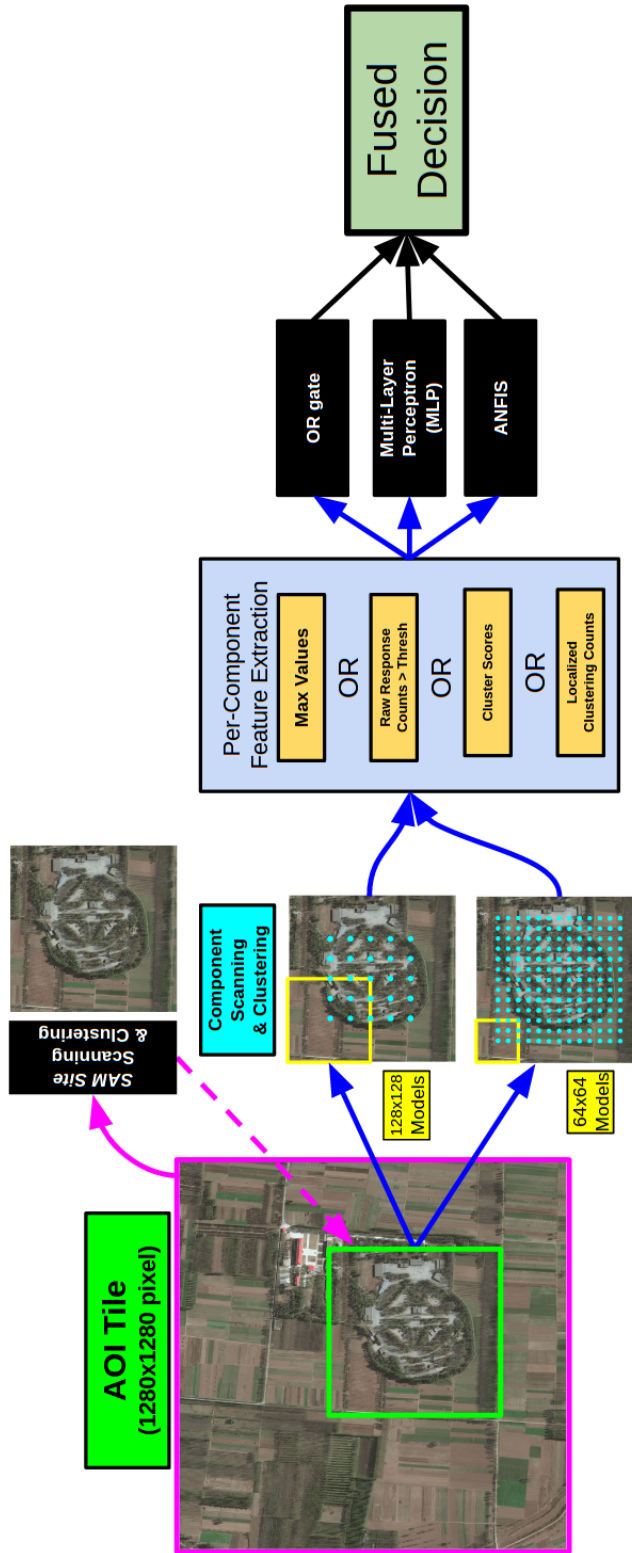 AOI Tile
(1280x1280 pixel)
SAM Site
Scanning
& Clustering
Component
Scanning
& Clustering
128x128
Models
64x64
Models
Per-Component
Feature Extraction
Max Values
OR
Raw Response
Counts > Thresh
OR
Cluster Scores
OR
Localized
Clustering Counts
OR gate
Multi-Layer
Perceptron
(MLP)
ANFIS
Fused
Decision